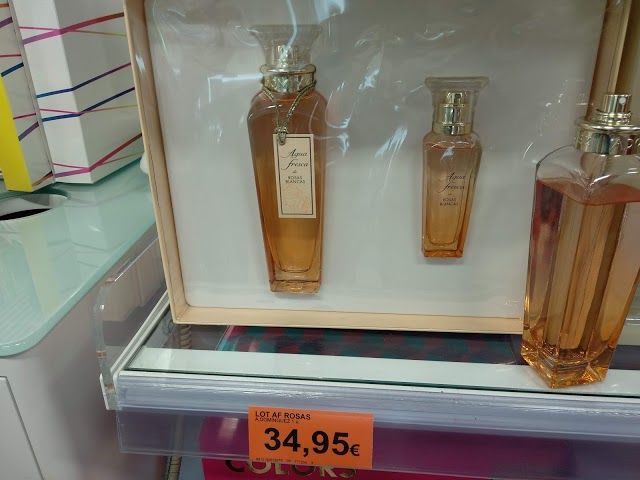 Agua
fresca
de
ROSAS
BLANCAS
Agua
fresca
de
ROSAS
BLANCAS
LOT AF ROSAS
A.DOMINGUEZ
34,95€
COLORS